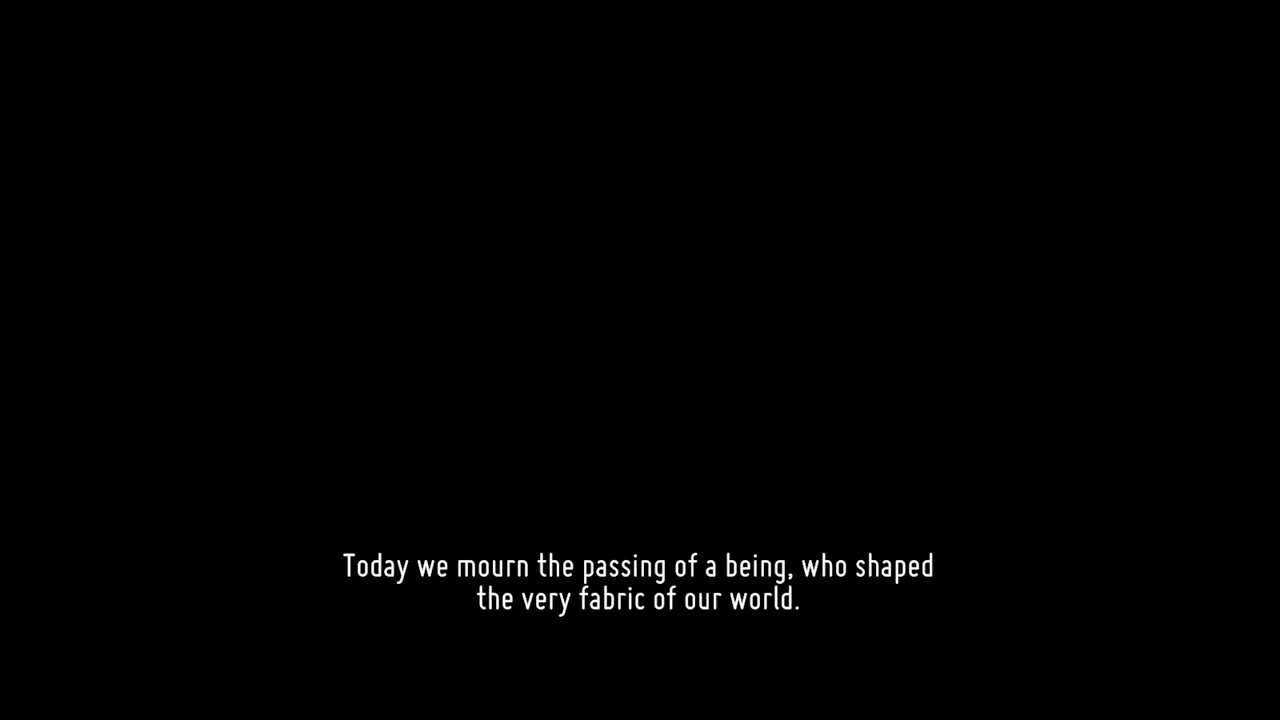 Today we mourn the passing of a being, who shaped
the very fabric of our world.